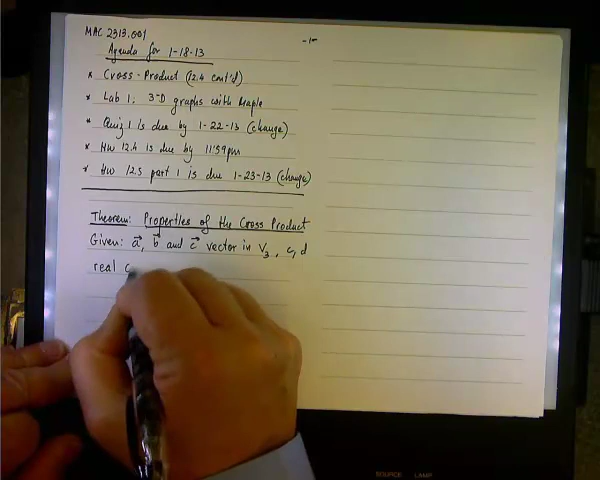 MAC 2313.001
-1-
Agenda for 1-18-13
* Cross-Product (12.4 cont'd)
* Lab 1: 3-D graphs with Maple
* Quiz 1 is due by 1-22-13 (change)
* HW 12.4 is due by 11:59pm
* HW 12.5 part 1 is due 1-23-13 (change)
Theorem: Properties of the Cross Product
Given: a⃗, b⃗ and c⃗ vector in V₃, c, d
real c
SOURCE LAMP